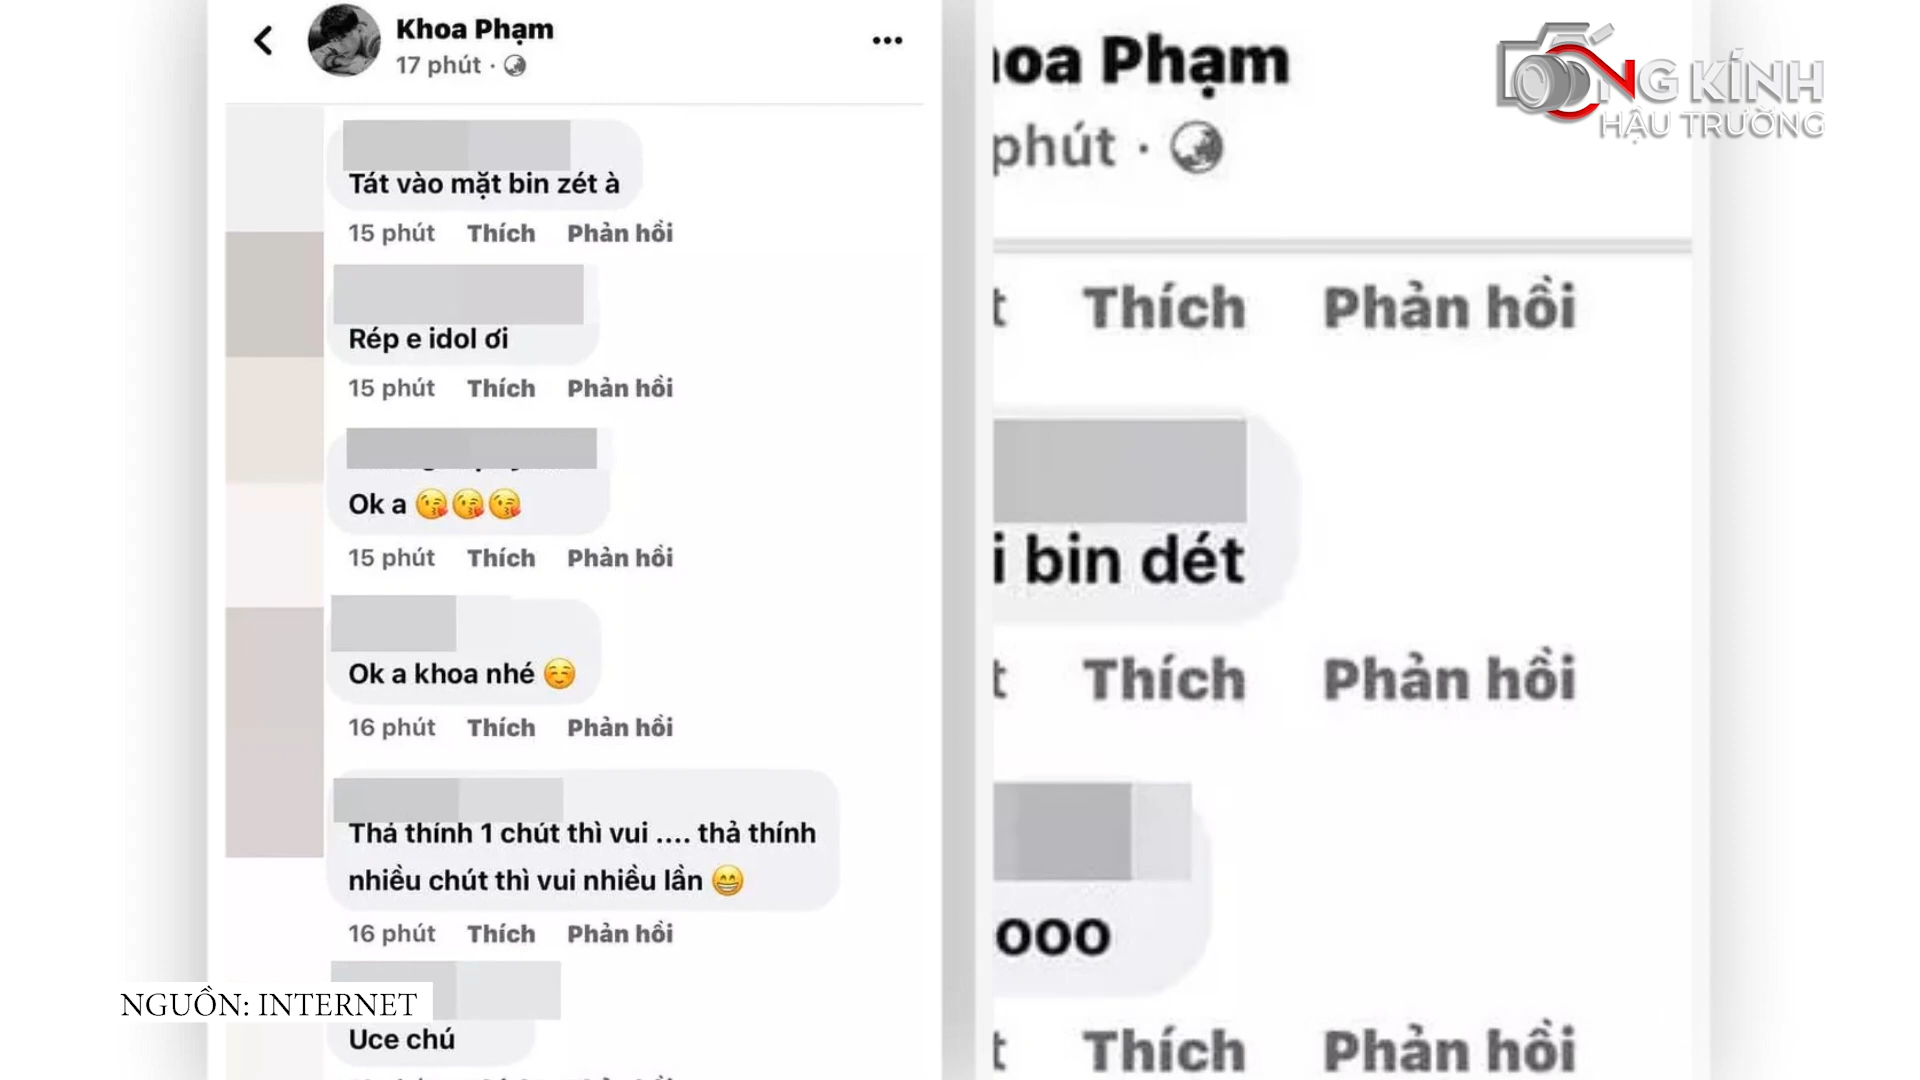 Khoa Phạm
17 phút ·
Tát vào mặt bin zét à
15 phút Thích Phản hồi
Rép e idol ơi
15 phút Thích Phản hồi
Ok a 😘😘😘
15 phút Thích Phản hồi
Ok a khoa nhé ☺️
16 phút Thích Phản hồi
Thả thính 1 chút thì vui .... thả thính
nhiều chút thì vui nhiều lần 😁
16 phút Thích Phản hồi
Uce chú
NGUỒN: INTERNET
oa Phạm
phút ·
t Thích Phản hồi
i bin dét
t Thích Phản hồi
ooo
t Thích Phản hồi
ỐNG KÍNH
HẬU TRƯỜNG